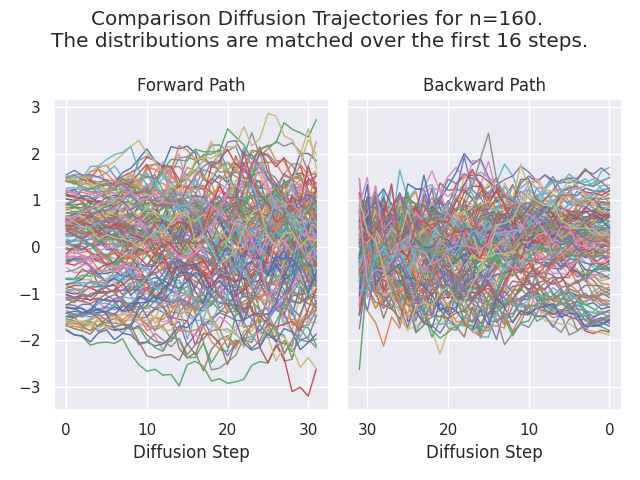 Comparison Diffusion Trajectories for n=160.
The distributions are matched over the first 16 steps.
Forward Path
Backward Path
3
2
1
0
−1
−2
−3
0 10 20 30
30 20 10 0
Diffusion Step
Diffusion Step